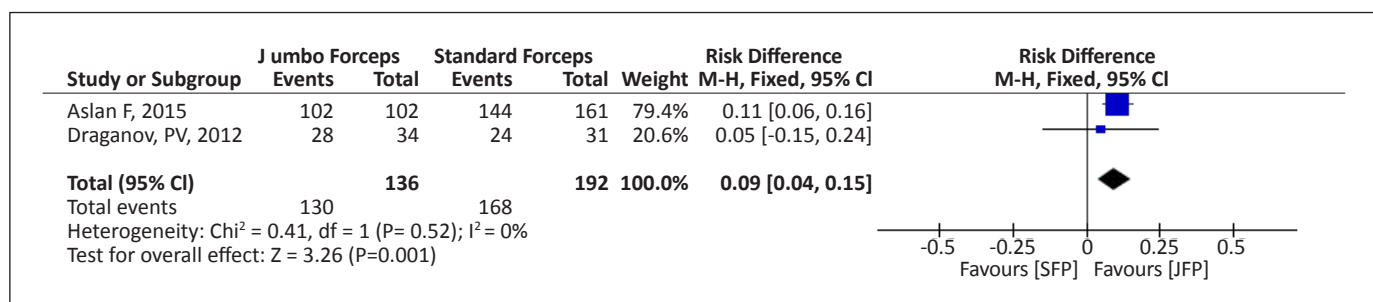 J umbo Forceps Standard Forceps Risk Difference Risk Difference
Study or Subgroup Events Total Events Total Weight M-H, Fixed, 95% CI M-H, Fixed, 95% CI
Aslan F, 2015 102 102 144 161 79.4% 0.11 [0.06, 0.16]
Draganov, PV, 2012 28 34 24 31 20.6% 0.05 [-0.15, 0.24]
Total (95% CI) 136 192 100.0% 0.09 [0.04, 0.15]
Total events 130 168
Heterogeneity: Chi² = 0.41, df = 1 (P= 0.52); I² = 0%
Test for overall effect: Z = 3.26 (P=0.001)
-0.5 -0.25 0 0.25 0.5
Favours [SFP] Favours [JFP]